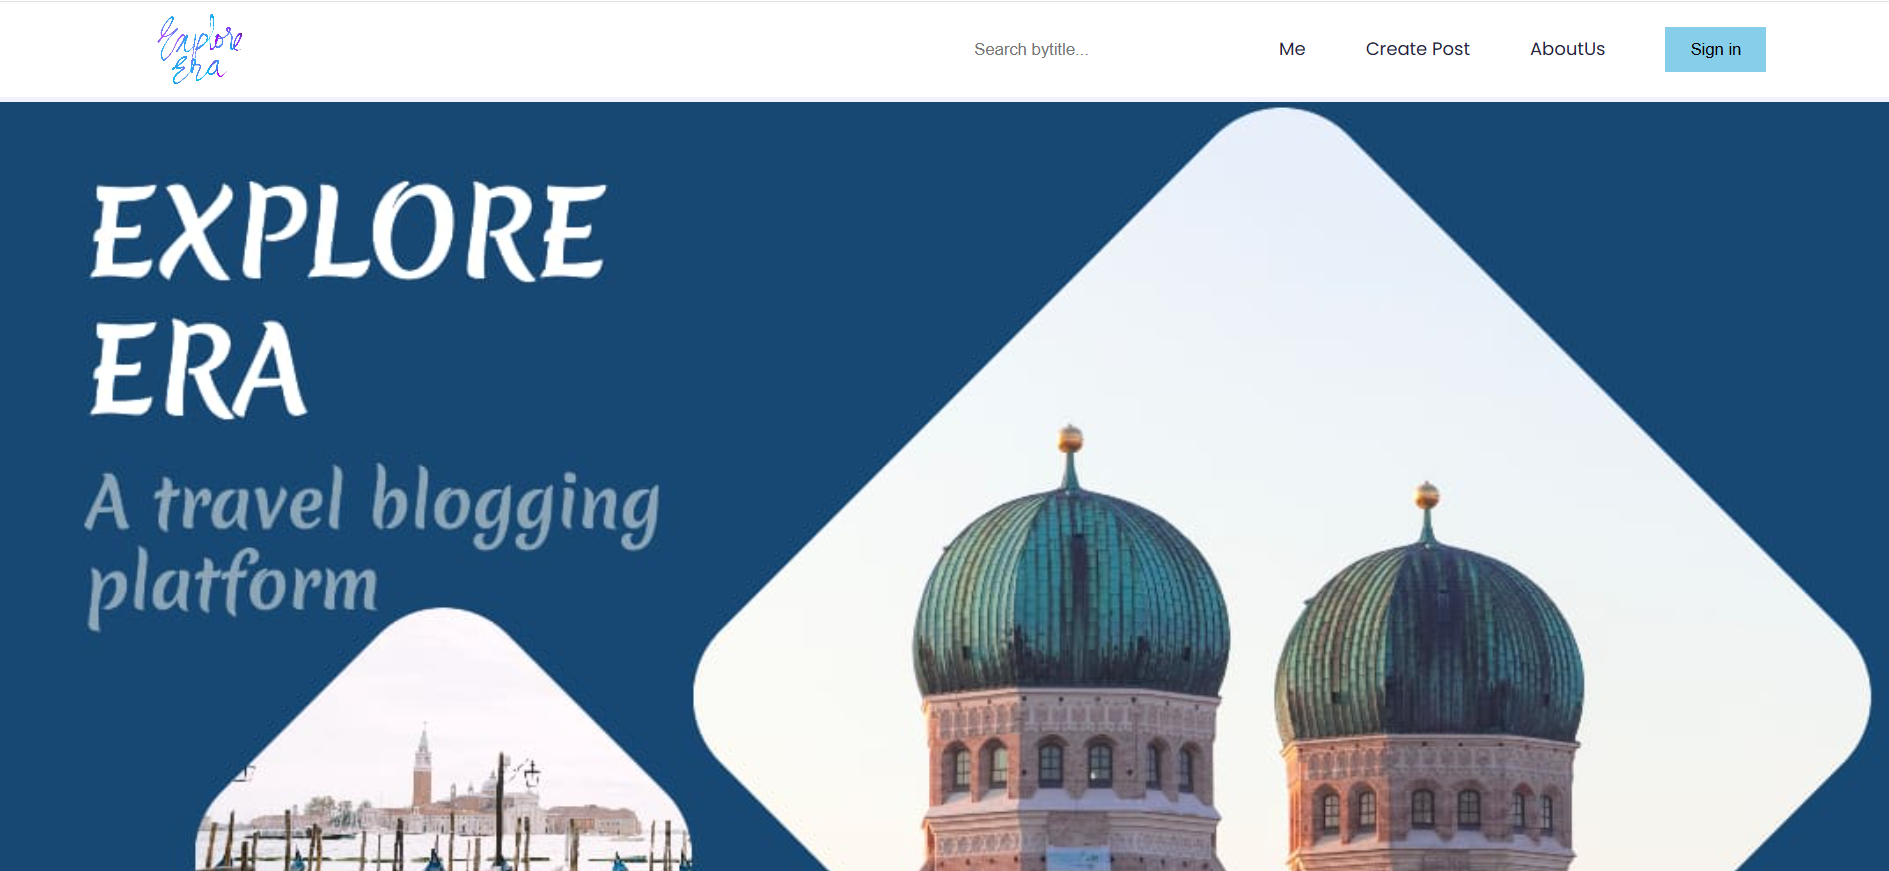 Explore
Era
Search bytitle...
Me
Create Post
AboutUs
Sign in
EXPLORE
ERA
A travel blogging
platform